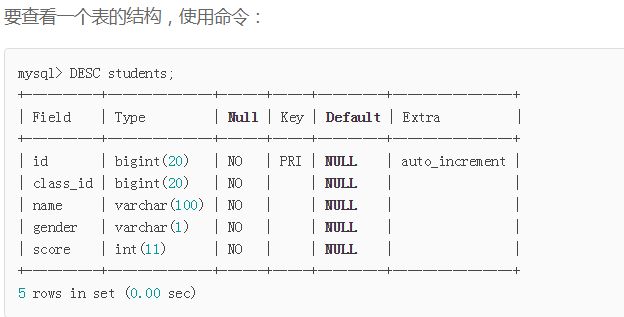 要查看一个表的结构，使用命令：
mysql> DESC students;
+----------+--------------+------+-----+---------+----------------+
| Field    | Type         | Null | Key | Default | Extra          |
+----------+--------------+------+-----+---------+----------------+
| id       | bigint(20)   | NO   | PRI | NULL    | auto_increment |
| class_id | bigint(20)   | NO   |     | NULL    |                |
| name     | varchar(100) | NO   |     | NULL    |                |
| gender   | varchar(1)   | NO   |     | NULL    |                |
| score    | int(11)      | NO   |     | NULL    |                |
+----------+--------------+------+-----+---------+----------------+
5 rows in set (0.00 sec)